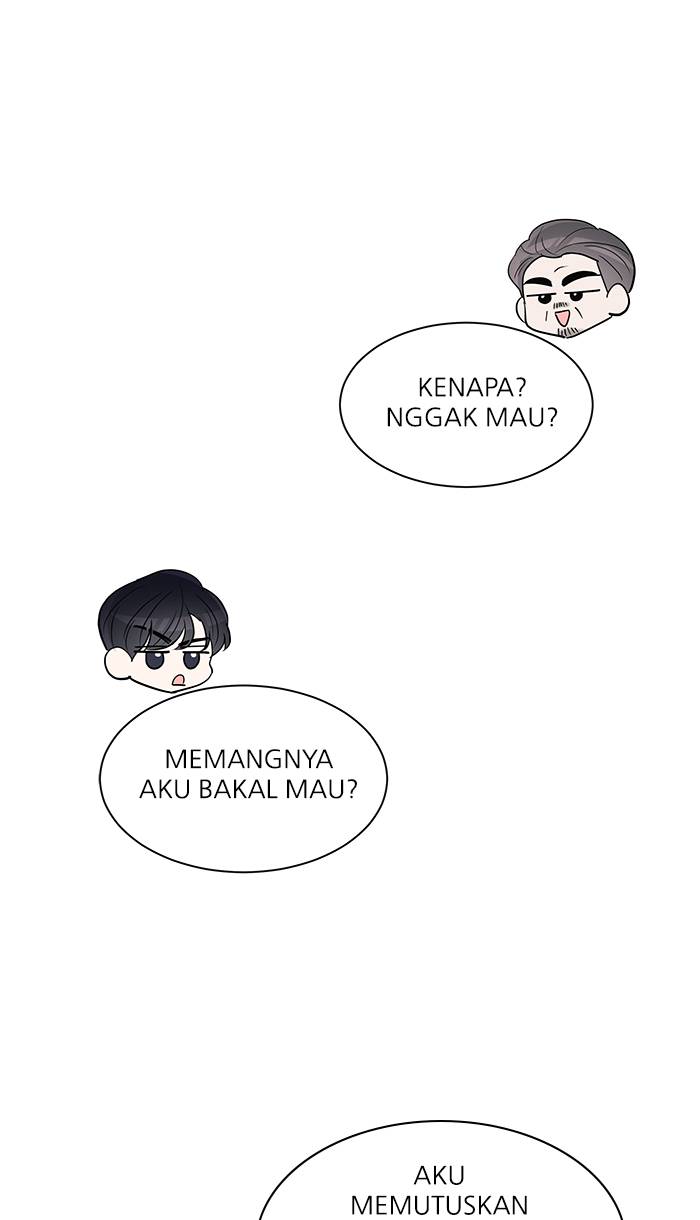 KENAPA?
NGGAK MAU?
MEMANGNYA
AKU BAKAL MAU?
AKU
MEMUTUSKAN